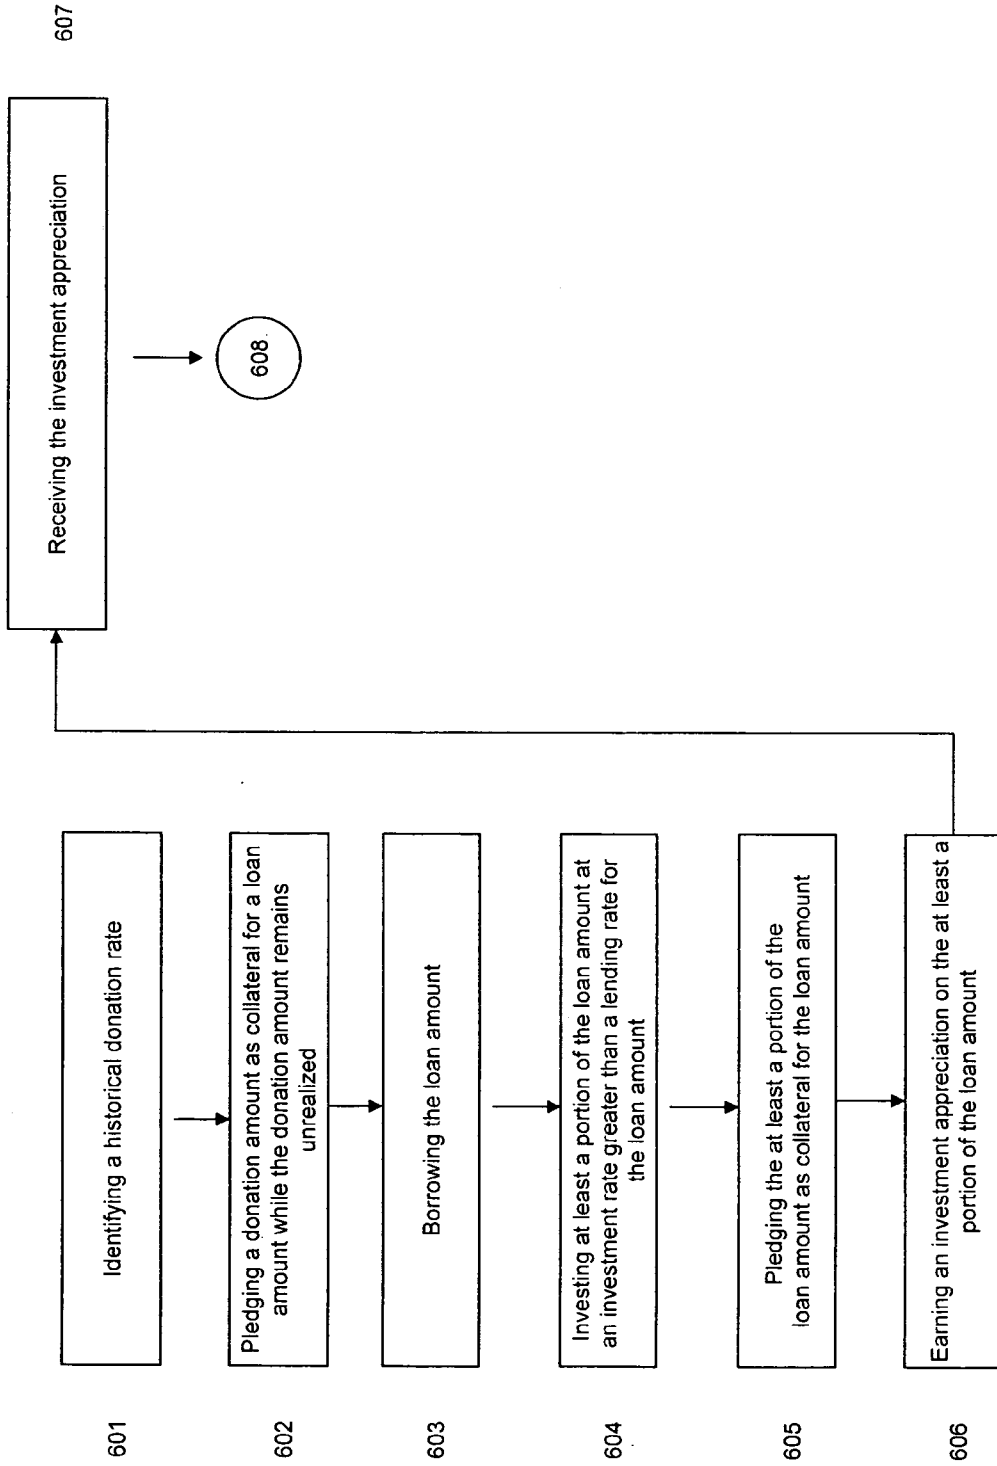 601
Identifying a historical donation rate
602
Pledging a donation amount as collateral for a loan
amount while the donation amount remains
unrealized
603
Borrowing the loan amount
604
Investing at least a portion of the loan amount at
an investment rate greater than a lending rate for
the loan amount
605
Pledging the at least a portion of the
loan amount as collateral for the loan amount
606
Earning an investment appreciation on the at least a
portion of the loan amount
Receiving the investment appreciation
607
608